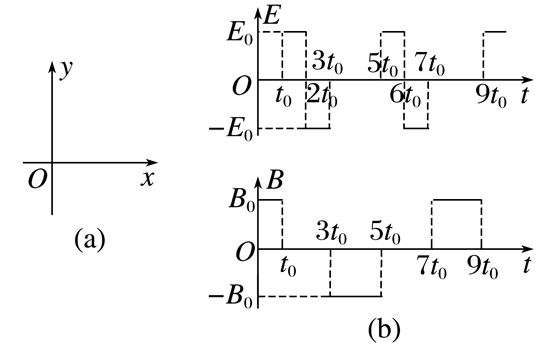 y
O
x
(a)
E
E₀
3t₀
5t₀
7t₀
O
t₀
2t₀
6t₀
9t₀
t
−E₀
B
B₀
3t₀
5t₀
O
t₀
7t₀
9t₀
t
−B₀
(b)